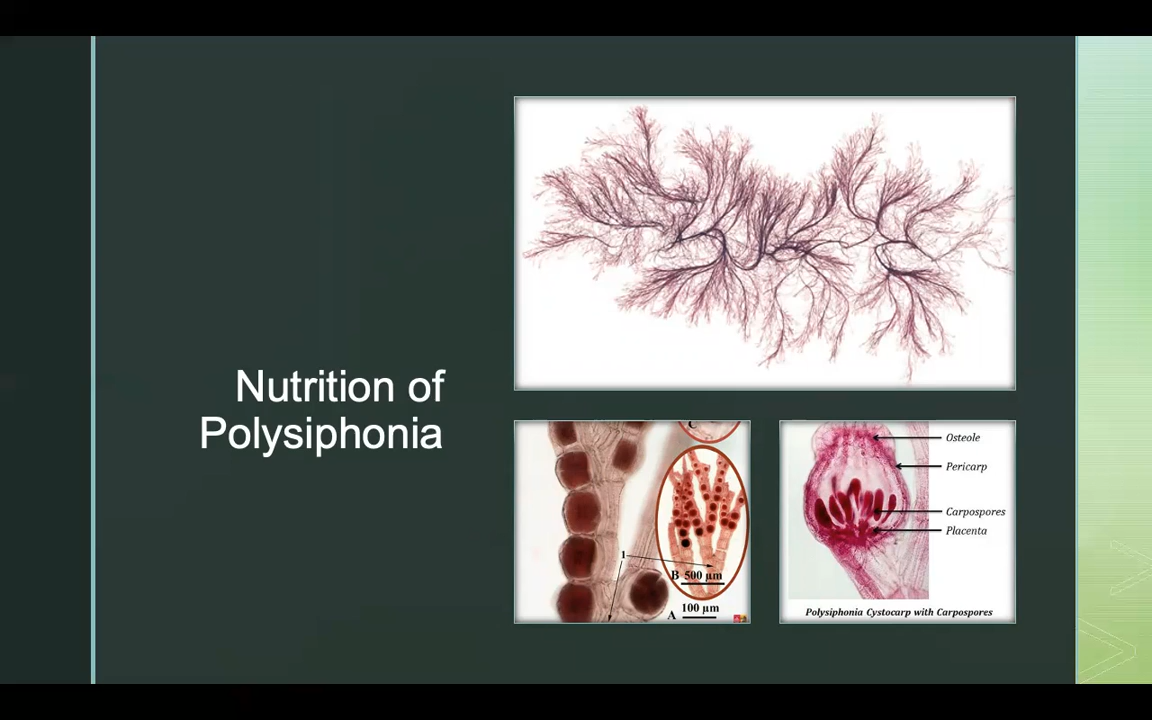 Nutrition of
Polysiphonia
C
1
B 500 µm
A 100 µm
Osteole
Pericarp
Carpospores
Placenta
Polysiphonia Cystocarp with Carpospores